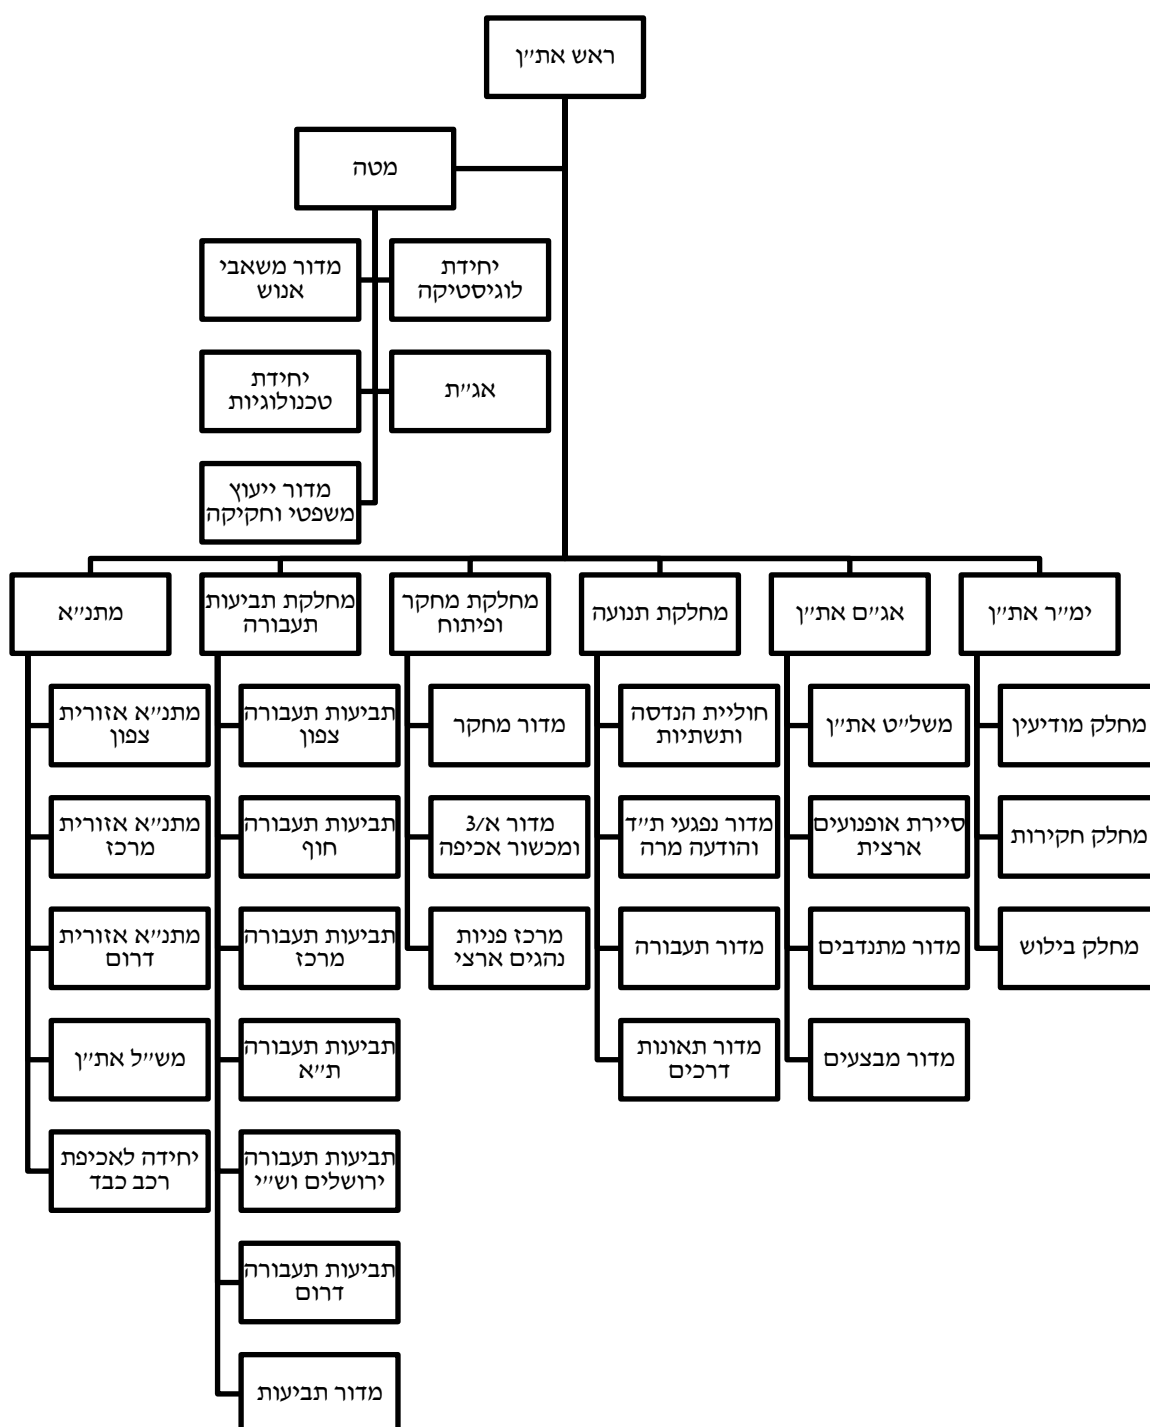 ראש את״ן
מטה
יחידת
לוגיסטיקה
מדור משאבי
אנוש
אג״ת
יחידת
טכנולוגיות
מדור ייעוץ
משפטי וחקיקה
ימ״ר את״ן
אג״ם את״ן
מחלקת תנועה
מחלקת מחקר
ופיתוח
מחלקת תביעות
תעבורה
מתנ״א
מחלק מודיעין
מחלק חקירות
מחלק בילוש
משל״ט את״ן
סיירת אופנועים
ארצית
מדור מתנדבים
מדור מבצעים
חוליית הנדסה
ותשתיות
מדור נפגעי ת״ד
והודעה מרה
מדור תעבורה
מדור תאונות
דרכים
מדור מחקר
מדור א/3
ומכשור אכיפה
מרכז פניות
נהגים ארצי
תביעות תעבורה
צפון
תביעות תעבורה
חוף
תביעות תעבורה
מרכז
תביעות תעבורה
ת״א
תביעות תעבורה
ירושלים וש״י
תביעות תעבורה
דרום
מדור תביעות
מתנ״א אזורית
צפון
מתנ״א אזורית
מרכז
מתנ״א אזורית
דרום
מש״ל את״ן
יחידה לאכיפת
רכב כבד